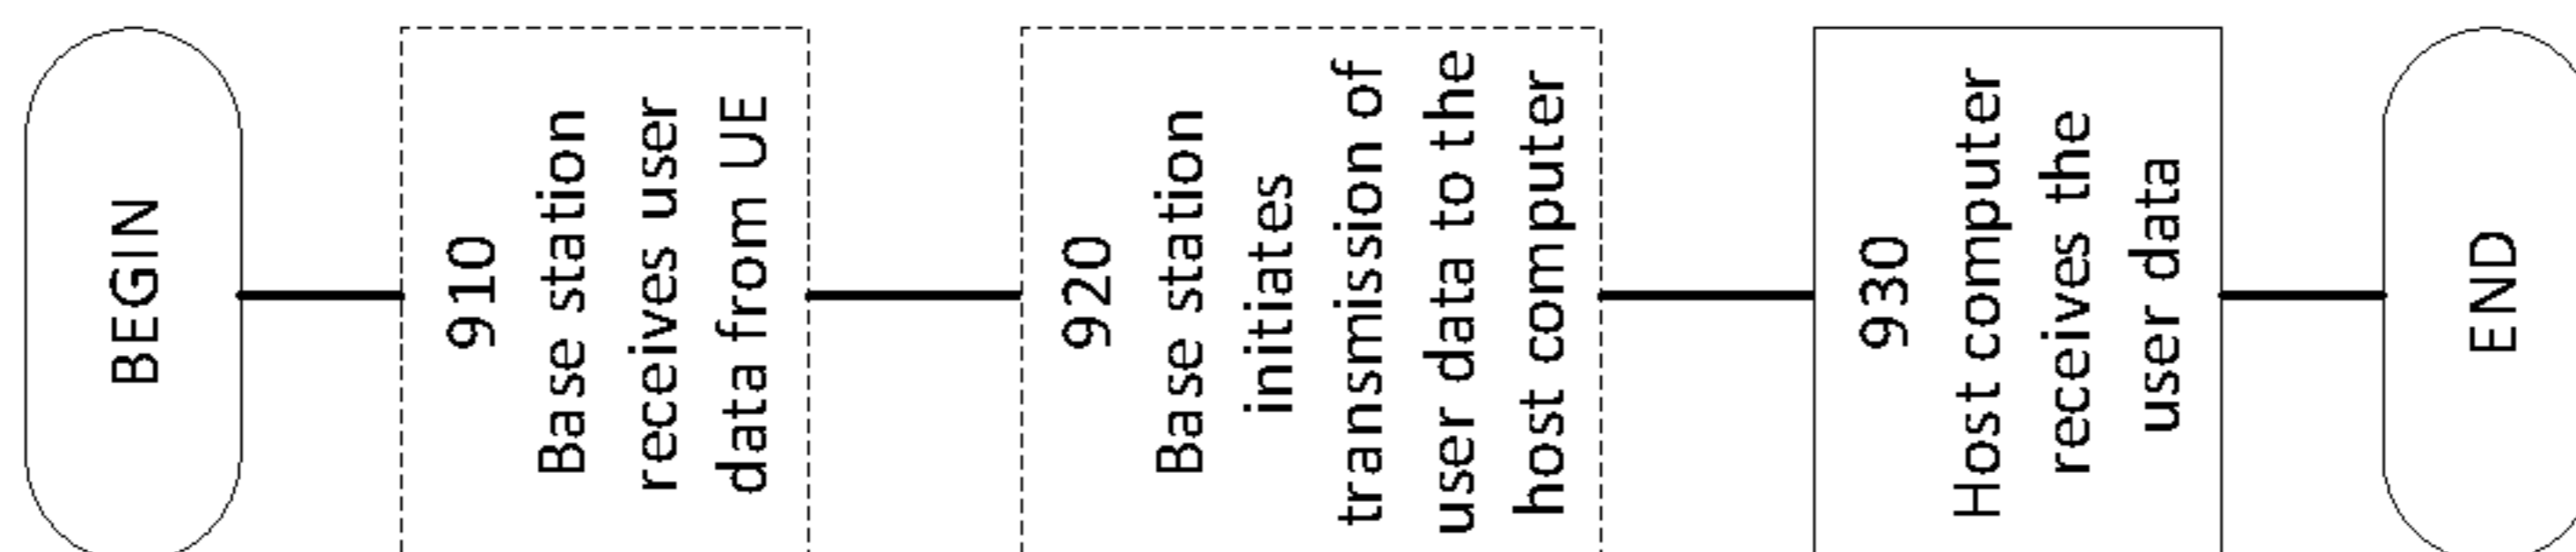 BEGIN
910
Base station
receives user
data from UE
920
Base station
initiates
transmission of
user data to the
host computer
930
Host computer
receives the
user data
END